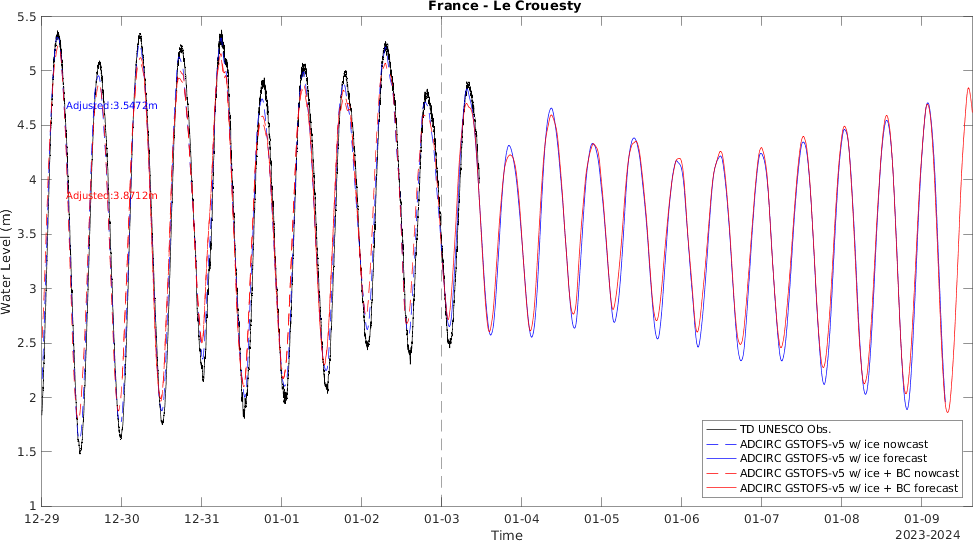 France - Le Crouesty
5.5
5
4.5
4
3.5
3
2.5
2
1.5
1
Water Level (m)
Adjusted:3.5472m
Adjusted:3.8712m
TD UNESCO Obs.
ADCIRC GSTOFS-v5 w/ ice nowcast
ADCIRC GSTOFS-v5 w/ ice forecast
ADCIRC GSTOFS-v5 w/ ice + BC nowcast
ADCIRC GSTOFS-v5 w/ ice + BC forecast
12-29 12-30 12-31 01-01 01-02 01-03 01-04 01-05 01-06 01-07 01-08 01-09
Time
2023-2024